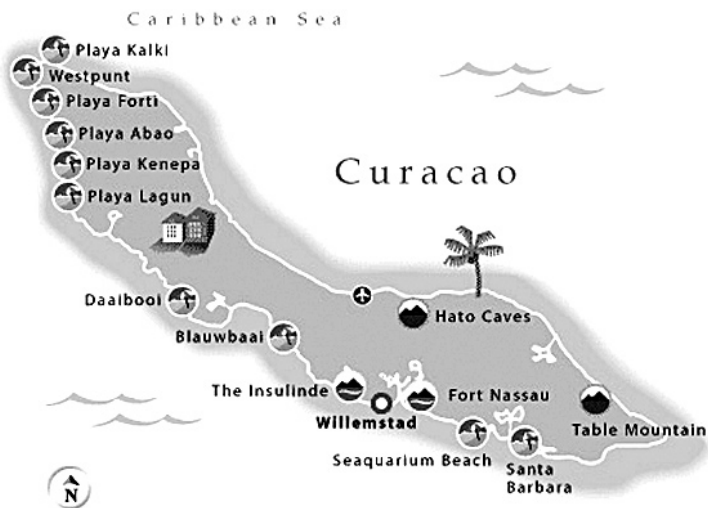 Caribbean Sea
Playa Kalki
Westpunt
Playa Forti
Playa Abao
Playa Kenepa
Curacao
Playa Lagun
Daaibooi
Hato Caves
Blauwbaai
The Insulinde
Fort Nassau
Willemstad
Table Mountain
Seaquarium Beach
Santa
Barbara
N